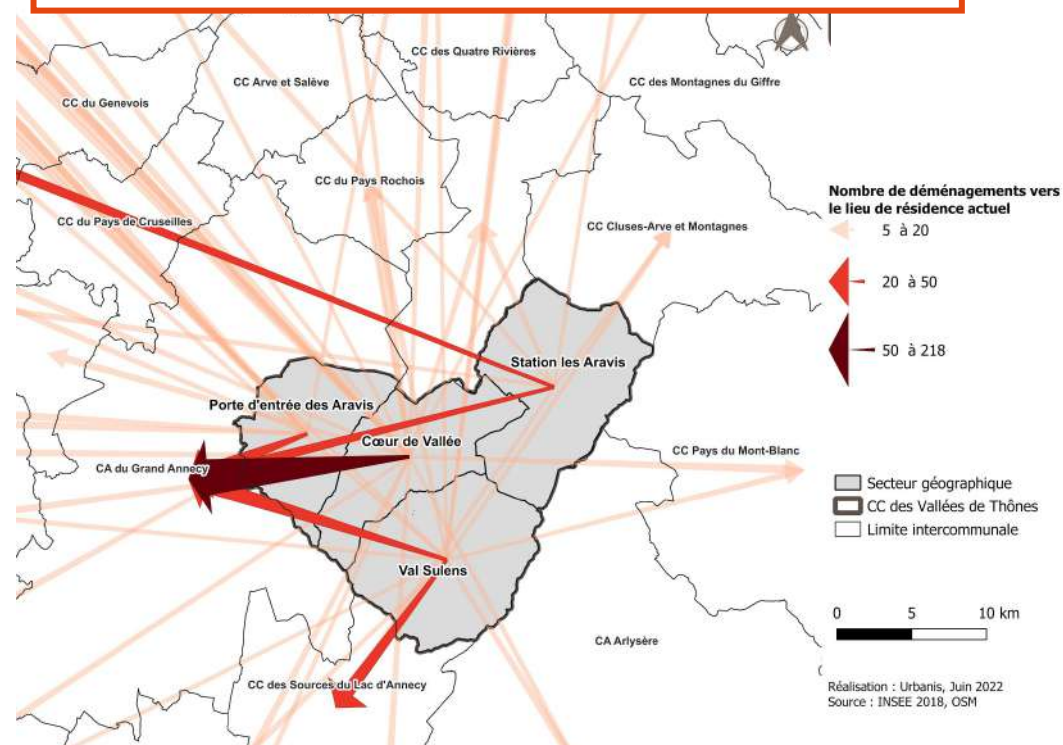 CC des Quatre Rivières
CC Arve et Salève
CC des Montagnes du Giffre
CC du Genevois
CC du Pays Rochois
CC du Pays de Cruseilles
CC Cluses-Arve et Montagnes
Station les Aravis
Porte d'entrée des Aravis
Cœur de Vallée
CC Pays du Mont-Blanc
CA du Grand Annecy
Val Sulens
CA Arlysère
CC des Sources du Lac d'Annecy
Nombre de déménagements vers
le lieu de résidence actuel
5 à 20
20 à 50
50 à 218
Secteur géographique
CC des Vallées de Thônes
Limite intercommunale
0 5 10 km
Réalisation : Urbanis, Juin 2022
Source : INSEE 2018, OSM